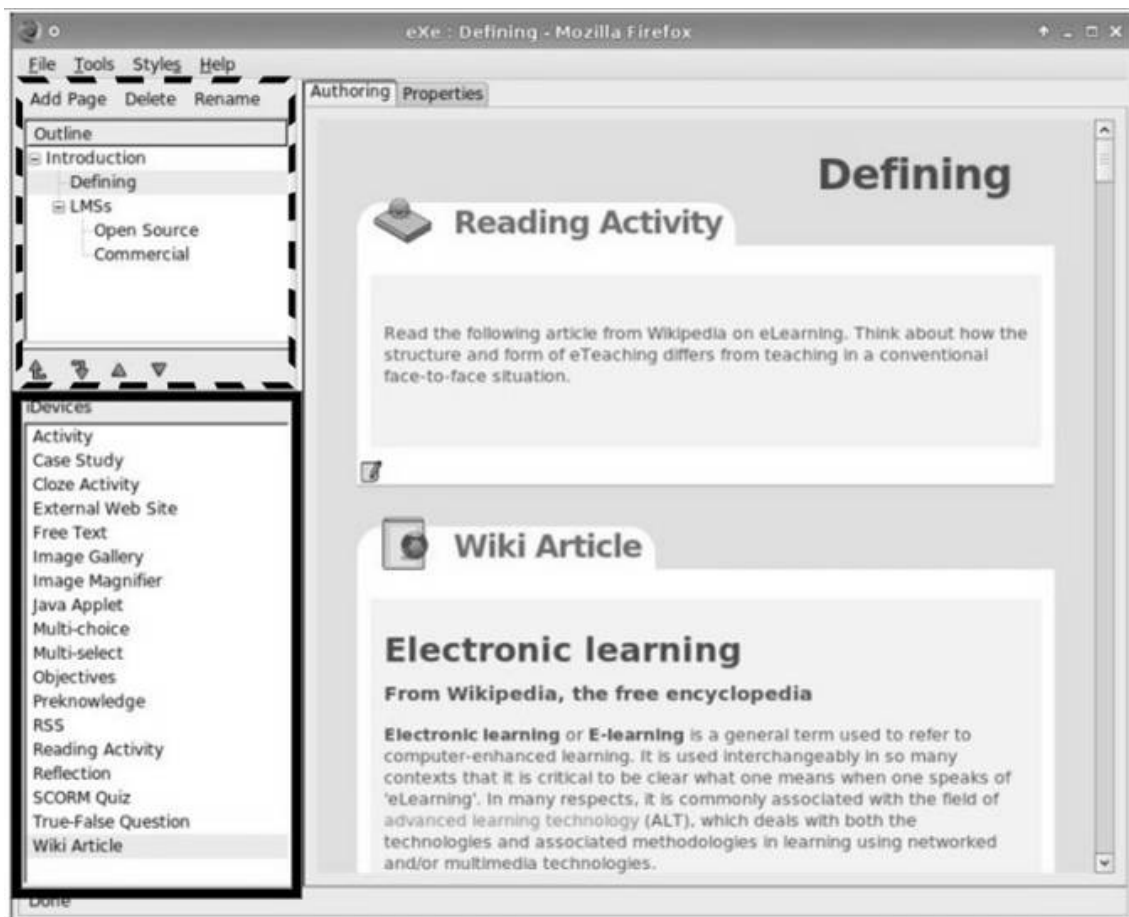 eXe : Defining - Mozilla Firefox
File Tools Styles Help
Add Page Delete Rename
Outline
Introduction
Defining
LMSs
Open Source
Commercial
iDevices
Activity
Case Study
Cloze Activity
External Web Site
Free Text
Image Gallery
Image Magnifier
Java Applet
Multi-choice
Multi-select
Objectives
Preknowledge
RSS
Reading Activity
Reflection
SCORM Quiz
True-False Question
Wiki Article
Authoring Properties
Defining
Reading Activity
Read the following article from Wikipedia on eLearning. Think about how the
structure and form of eTeaching differs from teaching in a conventional
face-to-face situation.
Wiki Article
Electronic learning
From Wikipedia, the free encyclopedia
Electronic learning or E-learning is a general term used to refer to
computer-enhanced learning. It is used interchangeably in so many
contexts that it is critical to be clear what one means when one speaks of
'eLearning'. In many respects, it is commonly associated with the field of
advanced learning technology (ALT), which deals with both the
technologies and associated methodologies in learning using networked
and/or multimedia technologies.
Done